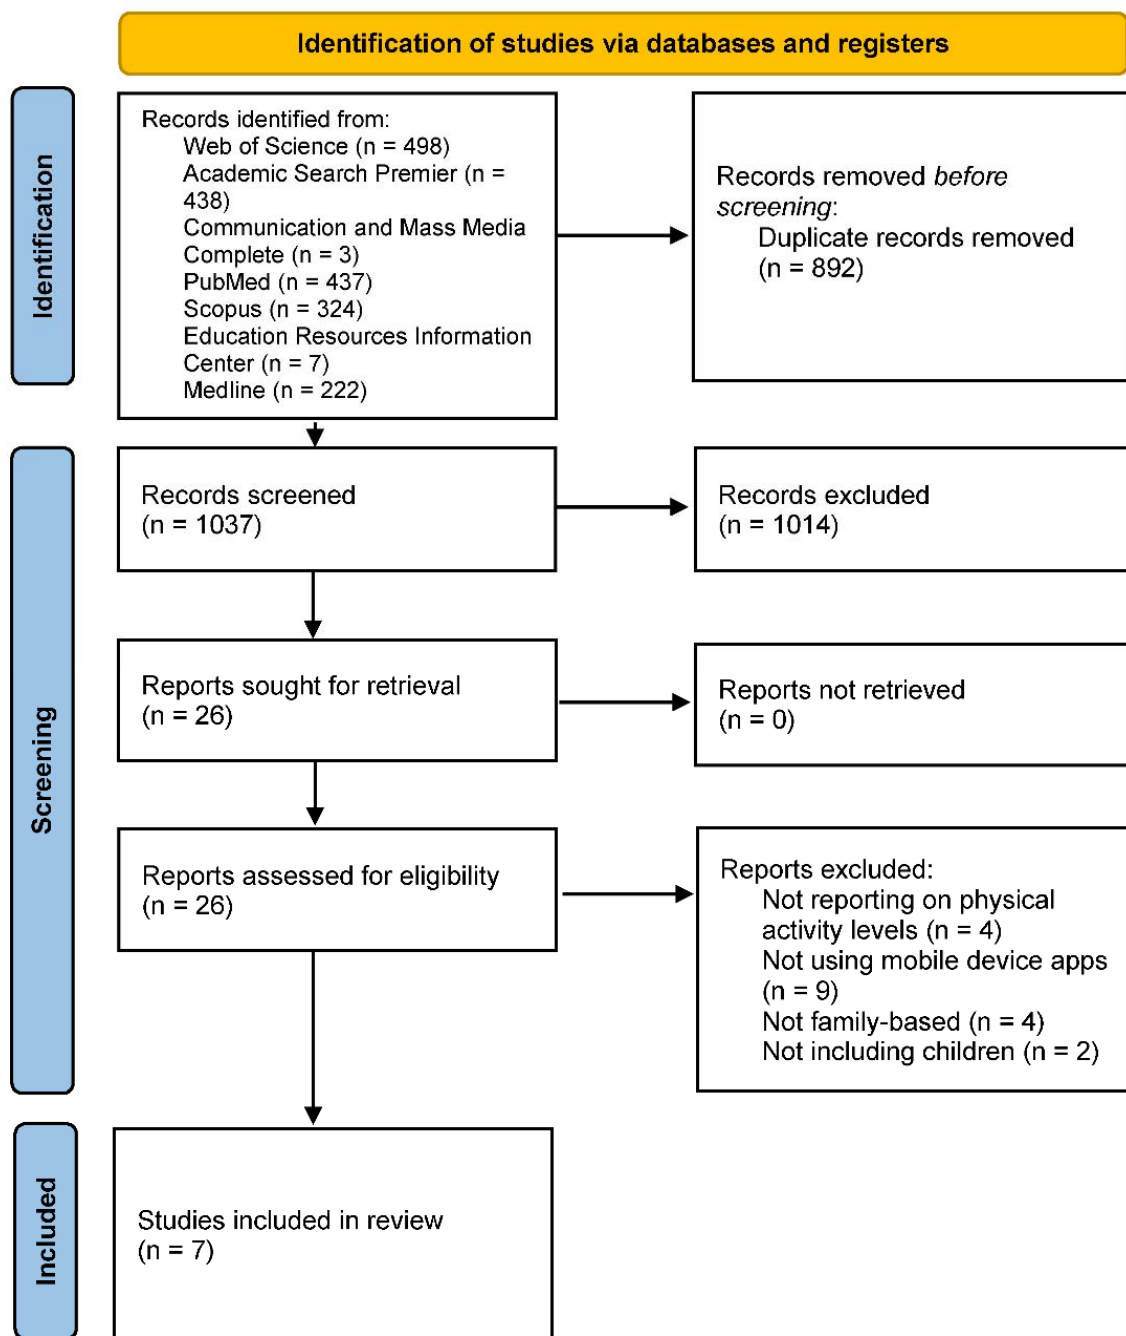 Identification of studies via databases and registers
Identification
Records identified from:
Web of Science (n = 498)
Academic Search Premier (n =
438)
Communication and Mass Media
Complete (n = 3)
PubMed (n = 437)
Scopus (n = 324)
Education Resources Information
Center (n = 7)
Medline (n = 222)
Records removed before
screening:
Duplicate records removed
(n = 892)
Screening
Records screened
(n = 1037)
Records excluded
(n = 1014)
Reports sought for retrieval
(n = 26)
Reports not retrieved
(n = 0)
Reports assessed for eligibility
(n = 26)
Reports excluded:
Not reporting on physical
activity levels (n = 4)
Not using mobile device apps
(n = 9)
Not family-based (n = 4)
Not including children (n = 2)
Included
Studies included in review
(n = 7)